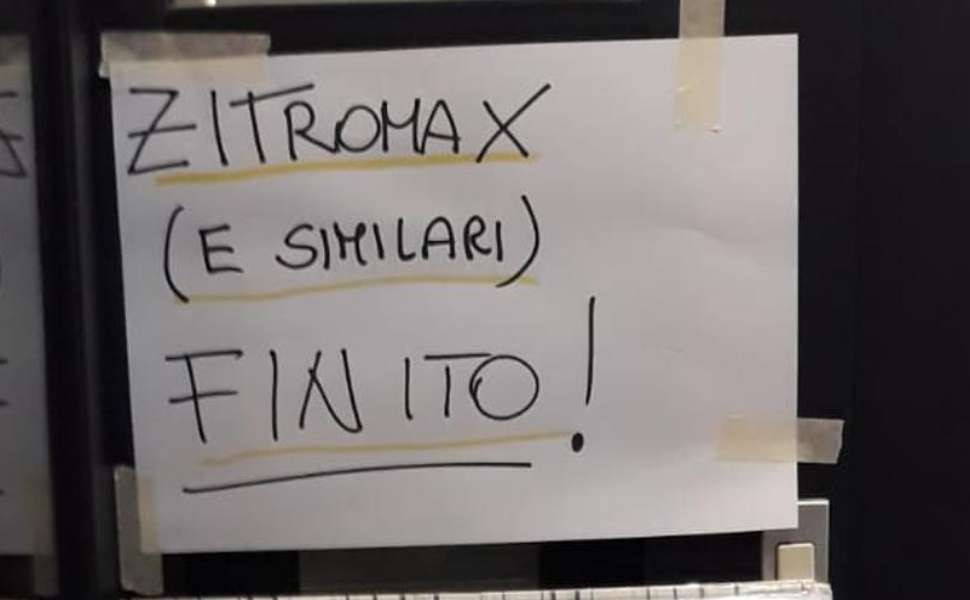 ZITROMAX
(E SIMILARI)
FINITO!